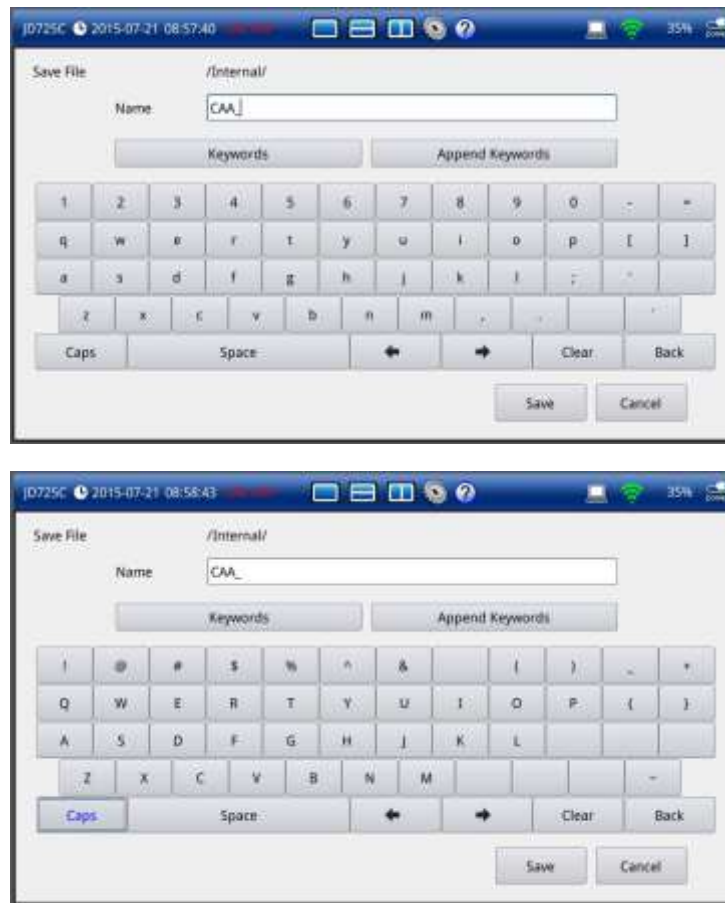 JD725C 2015-07-21 08:57:40 35%
Save File /Internal/
Name CAA_
Keywords Append Keywords
1 2 3 4 5 6 7 8 9 0 - =
q w e r t y u i o p [ ]
a s d f g h j k l ; '
z x c v b n m , . `
Caps Space ← → Clear Back
Save Cancel
JD725C 2015-07-21 08:58:43 35%
Save File /Internal/
Name CAA_
Keywords Append Keywords
! @ # $ % ^ & ( ) _ +
Q W E R T Y U I O P { }
A S D F G H J K L
Z X C V B N M ~
Caps Space ← → Clear Back
Save Cancel